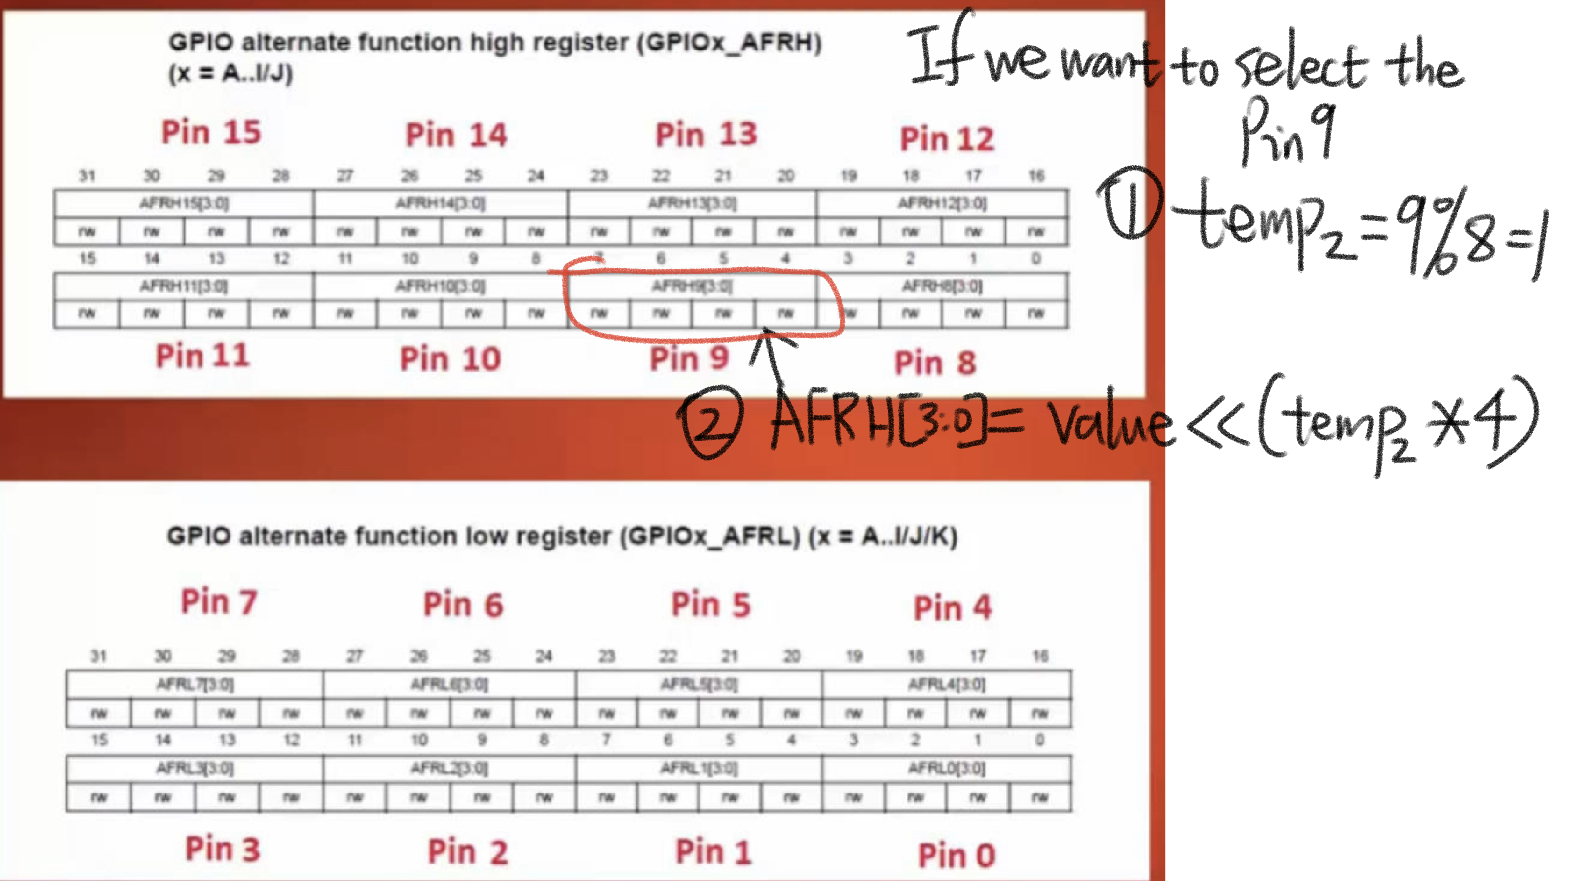 GPIO alternate function high register (GPIOx_AFRH)
(x = A..I/J)
If we want to select the
Pin 9
Pin 15 Pin 14 Pin 13 Pin 12
31 30 29 28 27 26 25 24 23 22 21 20 19 18 17 16
AFRH15[3:0] AFRH14[3:0] AFRH13[3:0] AFRH12[3:0]
rw rw rw rw rw rw rw rw rw rw rw rw rw rw rw rw
① temp2 = 9%8=1
15 14 13 12 11 10 9 8 7 6 5 4 3 2 1 0
AFRH11[3:0] AFRH10[3:0] AFRH9[3:0] AFRH8[3:0]
rw rw rw rw rw rw rw rw rw rw rw rw rw rw rw rw
Pin 11 Pin 10 Pin 9 Pin 8
② AFRH[3:0]= value <<(temp2 *4)
GPIO alternate function low register (GPIOx_AFRL) (x = A..I/J/K)
Pin 7 Pin 6 Pin 5 Pin 4
31 30 29 28 27 26 25 24 23 22 21 20 19 18 17 16
AFRL7[3:0] AFRL6[3:0] AFRL5[3:0] AFRL4[3:0]
rw rw rw rw rw rw rw rw rw rw rw rw rw rw rw rw
15 14 13 12 11 10 9 8 7 6 5 4 3 2 1 0
AFRL3[3:0] AFRL2[3:0] AFRL1[3:0] AFRL0[3:0]
rw rw rw rw rw rw rw rw rw rw rw rw rw rw rw rw
Pin 3 Pin 2 Pin 1 Pin 0